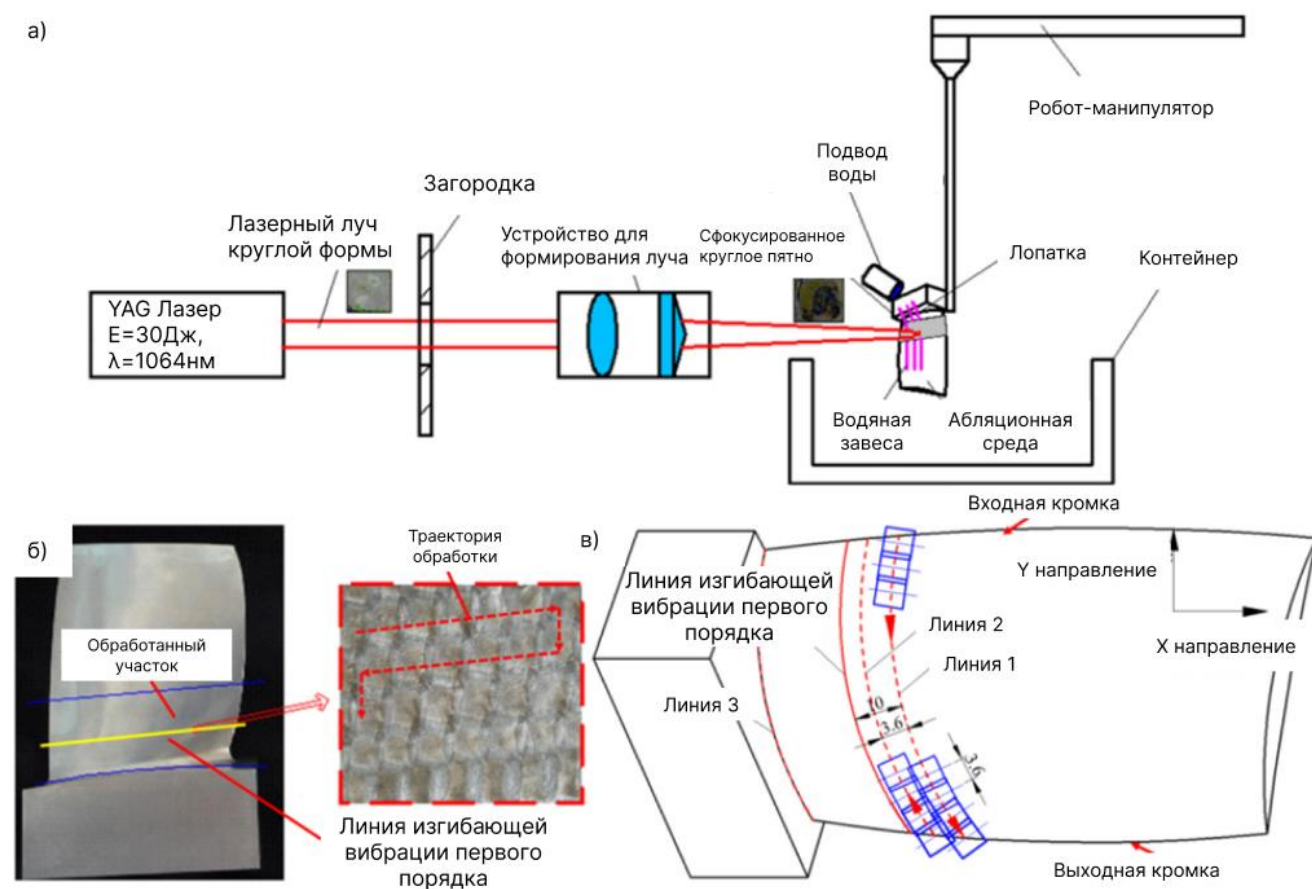 а)
Робот-манипулятор
Подвод
воды
Загородка
Лазерный луч
круглой формы
Устройство для
формирования луча
Сфокусированное
круглое пятно
Лопатка
Контейнер
YAG Лазер
E=30Дж,
λ=1064нм
Водяная
завеса
Абляционная
среда
б)
Обработанный
участок
Траектория
обработки
Линия изгибающей
вибрации первого
порядка
в)
Входная кромка
Линия изгибающей
вибрации первого
порядка
Y направление
X направление
Линия 2
Линия 1
Линия 3
10
3.6
3.6
Выходная кромка